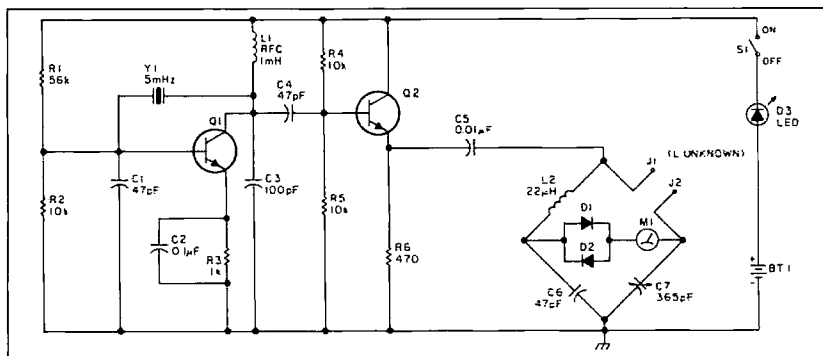 R1
56k
Y1
5mHz
L1
RFC
1mH
R4
10k
C4
47pF
Q1
Q2
ON
S1
OFF
D3
LED
C5
0.01µF
J1
(L UNKNOWN)
J2
L2
22µH
D1
D2
M1
R2
10k
C1
47pF
C3
100pF
R5
10k
C2
0.1µF
R3
1k
R6
470
C6
47pF
C7
365pF
+
BT1
-